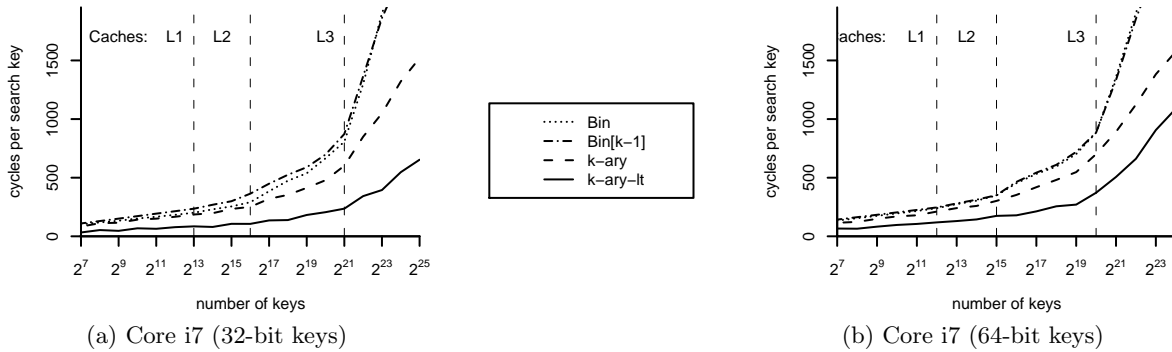 Caches: L1 L2 L3
cycles per search key
0 500 1000 1500
2^7 2^9 2^11 2^13 2^15 2^17 2^19 2^21 2^23 2^25
number of keys
(a) Core i7 (32-bit keys)
Bin
Bin[k−1]
k−ary
k−ary−lt
aches: L1 L2 L3
cycles per search key
0 500 1000 1500
2^7 2^9 2^11 2^13 2^15 2^17 2^19 2^21 2^23
number of keys
(b) Core i7 (64-bit keys)